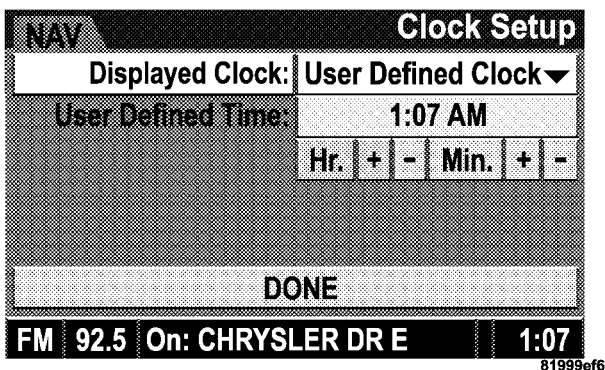 NAV Clock Setup
Displayed Clock: User Defined Clock
User Defined Time: 1:07 AM
Hr. + - Min. + -
DONE
FM 92.5 On: CHRYSLER DR E 1:07
81999ef6